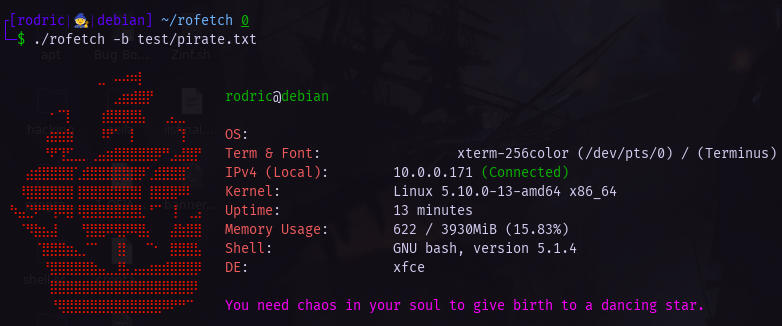 ┌[rodric|🧙|debian] ~/rofetch 0
└─$ ./rofetch -b test/pirate.txt
rodric@debian
OS:
Term & Font: xterm-256color (/dev/pts/0) / (Terminus)
IPv4 (Local): 10.0.0.171 (Connected)
Kernel: Linux 5.10.0-13-amd64 x86_64
Uptime: 13 minutes
Memory Usage: 622 / 3930MiB (15.83%)
Shell: GNU bash, version 5.1.4
DE: xfce
You need chaos in your soul to give birth to a dancing star.